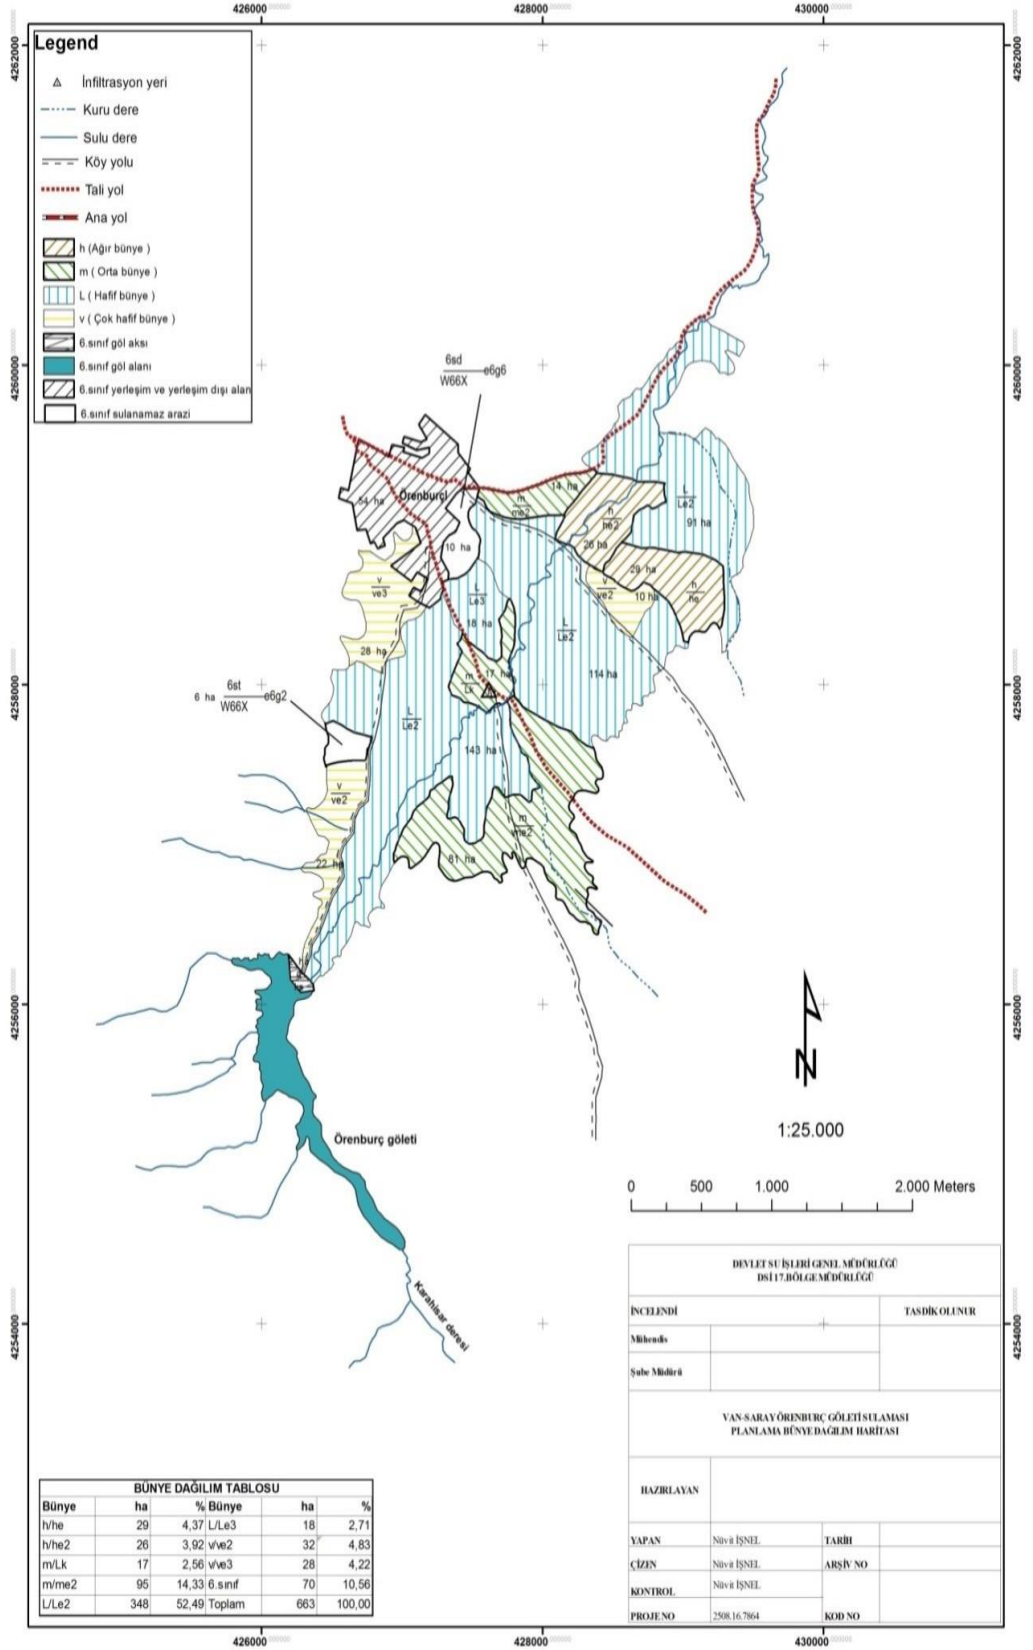 426000 428000 430000
4262000 4262000
Legend
İnfiltrasyon yeri
Kuru dere
Sulu dere
Köy yolu
Tali yol
Ana yol
h (Ağır bünye )
m ( Orta bünye )
L ( Hafif bünye )
v ( Çok hafif bünye )
6.sınıf göl aksı
6.sınıf göl alanı
6.sınıf yerleşim ve yerleşim dışı alan
6.sınıf sulanamaz arazi
4260000 4260000
6sd
W66X
e6g6
54 ha
Örenburç
14 ha
m
me2
L
Le2
91 ha
h
he2
26 ha
10 ha
29 ha
h
he
v
ve2
10 ha
v
ve3
28 ha
L
Le3
18 ha
L
Le2
114 ha
17 ha
m
Lk
4258000 4258000
6 ha
6st
W66X
e6g2
L
Le2
143 ha
v
ve2
22 ha
m
me2
81 ha
4256000 4256000
N
1:25.000
Örenburç göleti
0 500 1.000 2.000 Meters
Karahisar deresi
4254000 4254000
DEVLET SU İŞLERİ GENEL MÜDÜRLÜĞÜ
DSİ 17.BÖLGE MÜDÜRLÜĞÜ
İNCELENDİ TASDİK OLUNUR
Mühendis
Şube Müdürü
VAN-SARAY ÖRENBURÇ GÖLETİ SULAMASI
PLANLAMA BÜNYE DAĞILIM HARİTASI
HAZIRLAYAN
YAPAN Nüvit İŞNEL TARİH
ÇİZEN Nüvit İŞNEL ARŞİV NO
KONTROL Nüvit İŞNEL
PROJE NO 2508.16.7864 KOD NO
BÜNYE DAĞILIM TABLOSU
Bünye ha % Bünye ha %
h/he 29 4,37 L/Le3 18 2,71
h/he2 26 3,92 v/ve2 32 4,83
m/Lk 17 2,56 v/ve3 28 4,22
m/me2 95 14,33 6.sınıf 70 10,56
L/Le2 348 52,49 Toplam 663 100,00
426000 428000 430000